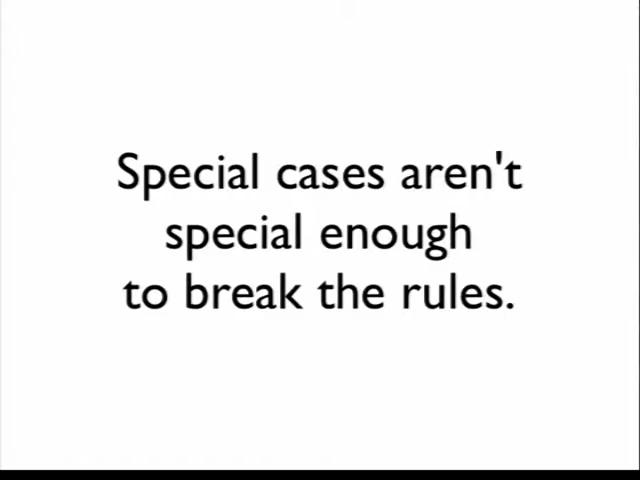 Special cases aren't
special enough
to break the rules.